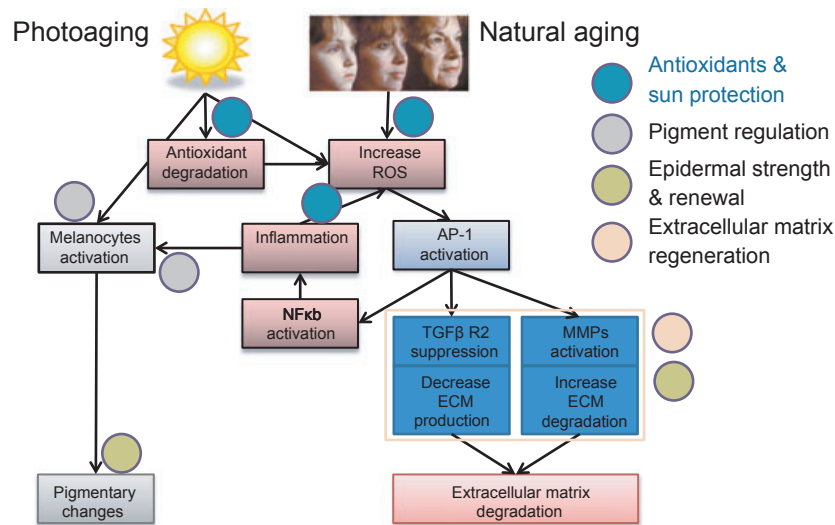 Photoaging
Natural aging
Antioxidants &
sun protection
Pigment regulation
Epidermal strength
& renewal
Extracellular matrix
regeneration
Antioxidant
degradation
Increase
ROS
Melanocytes
activation
Inflammation
AP-1
activation
NFκb
activation
TGFβ R2
suppression
MMPs
activation
Decrease
ECM
production
Increase
ECM
degradation
Pigmentary
changes
Extracellular matrix
degradation